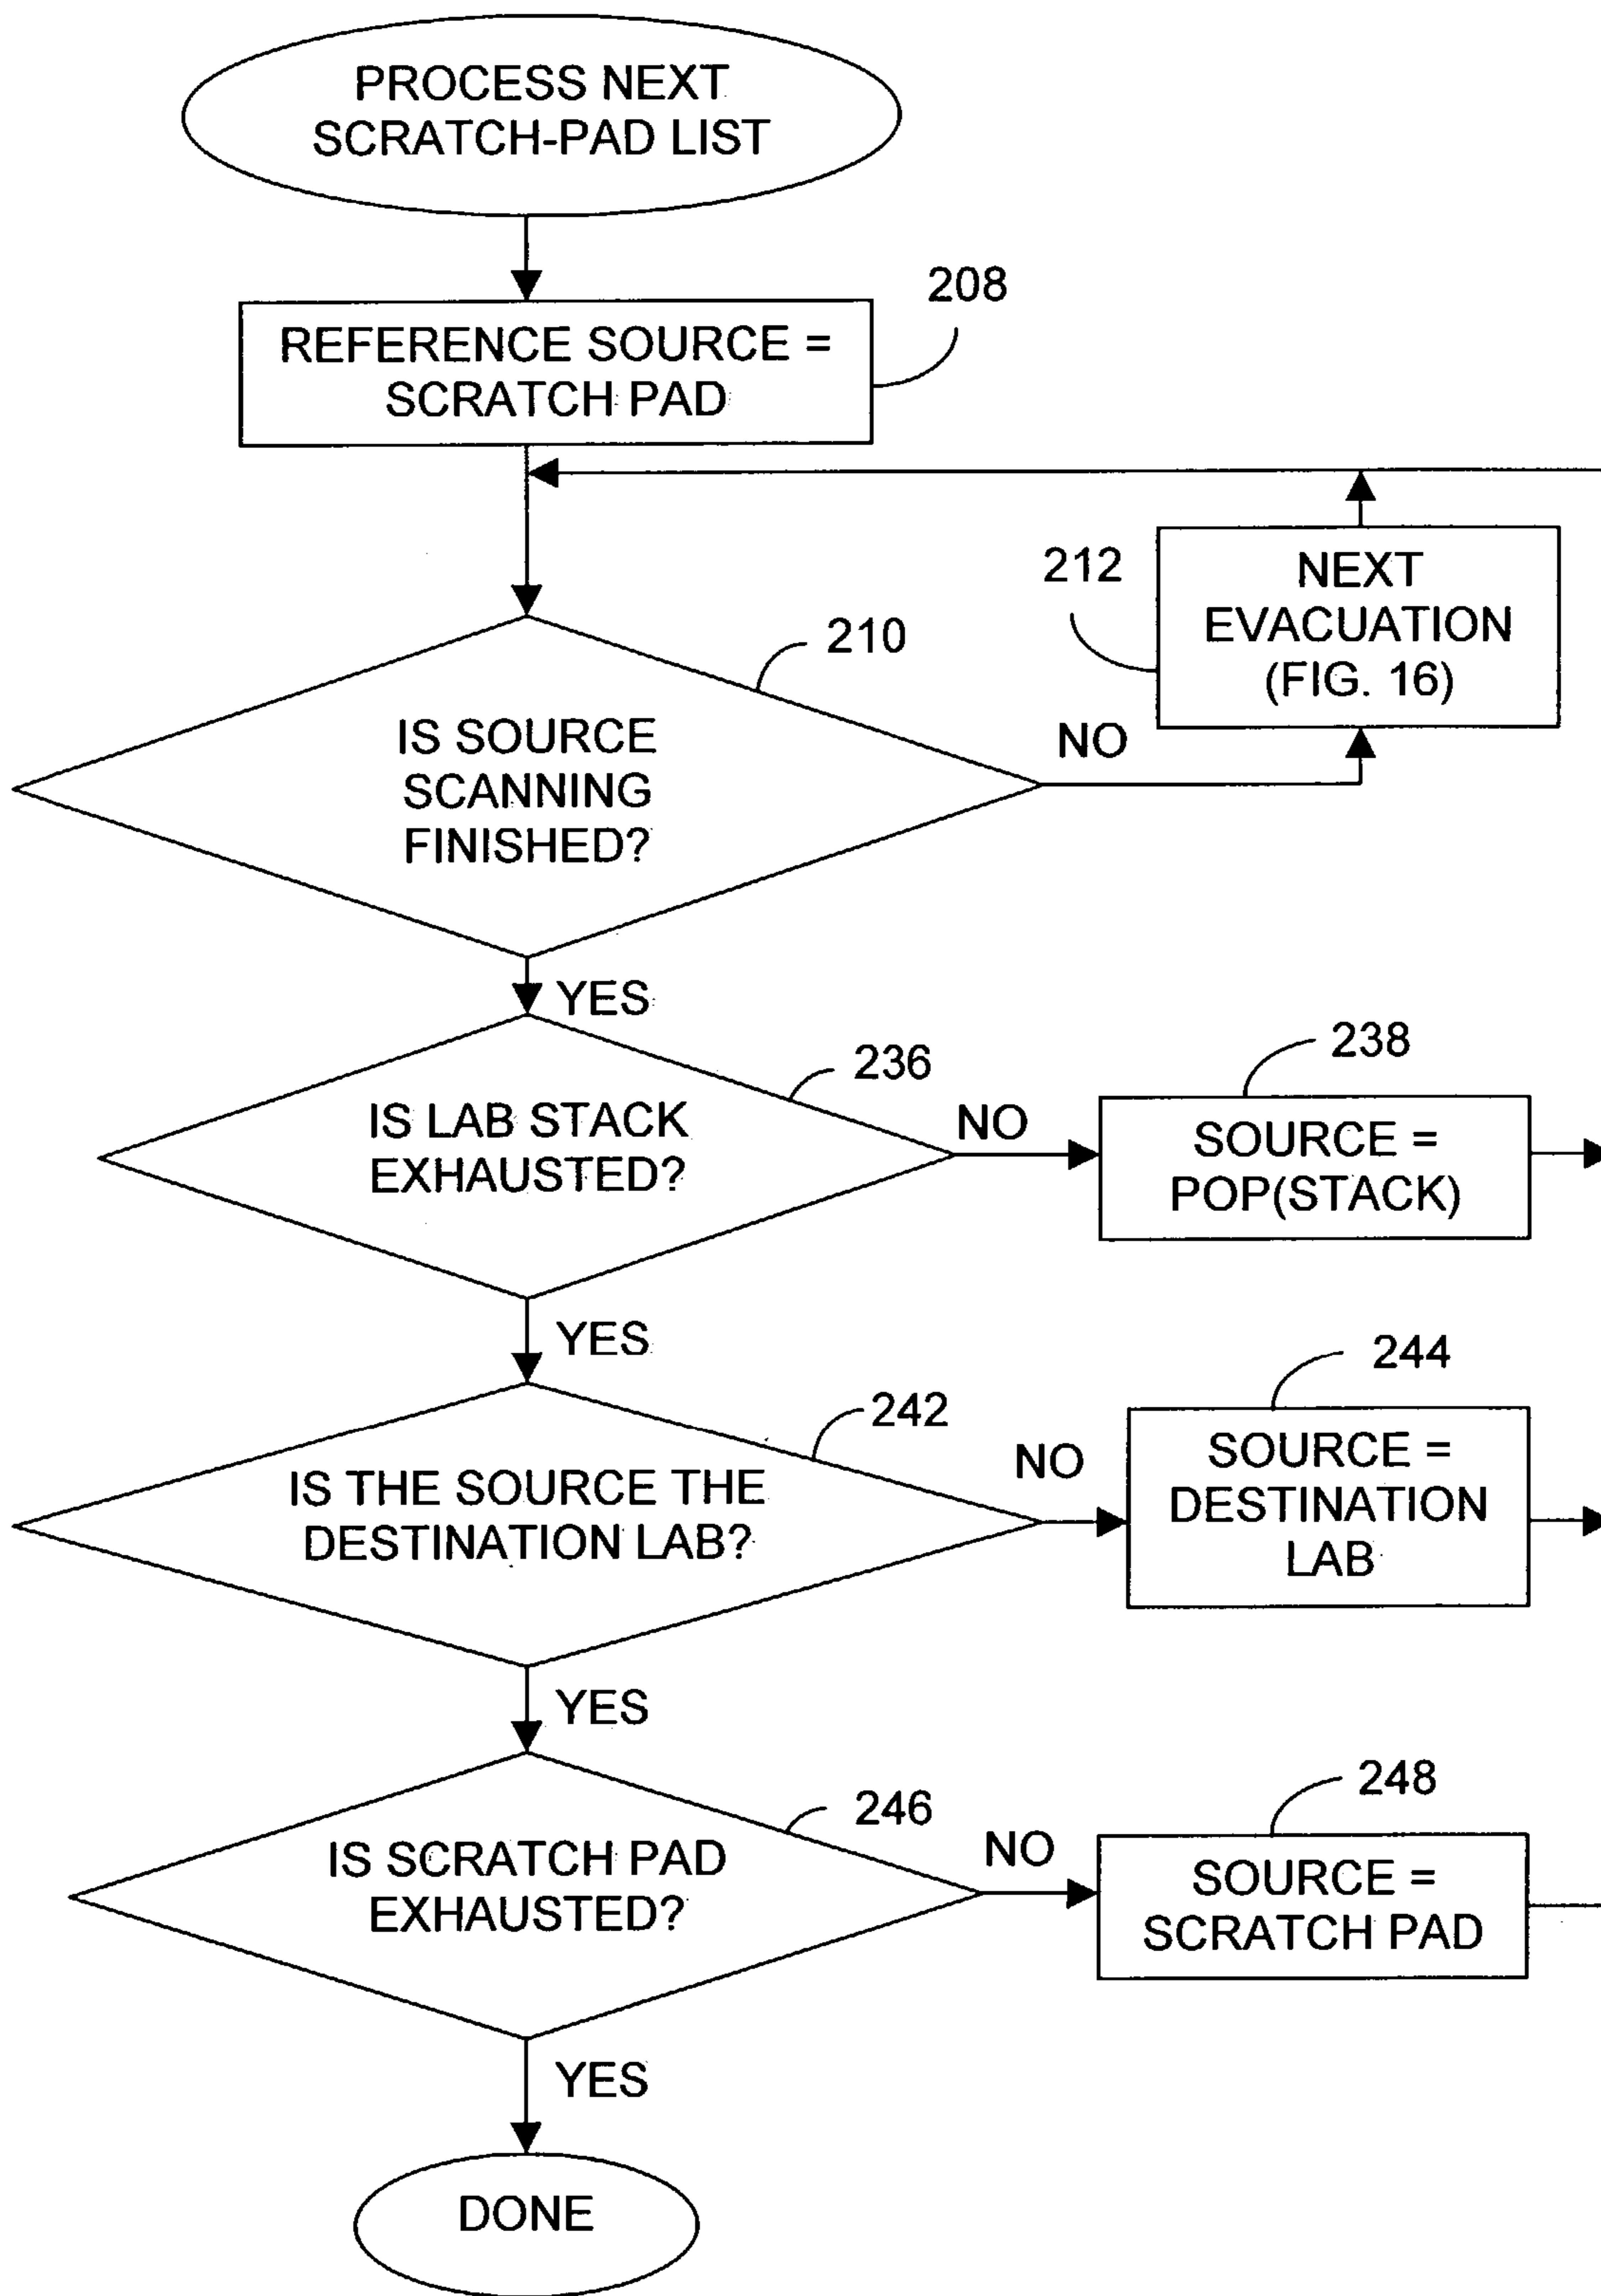 PROCESS NEXT
SCRATCH-PAD LIST
208
REFERENCE SOURCE =
SCRATCH PAD
212
NEXT
EVACUATION
(FIG. 16)
210
IS SOURCE
SCANNING
FINISHED?
NO
YES
236
IS LAB STACK
EXHAUSTED?
NO
238
SOURCE =
POP(STACK)
YES
242
IS THE SOURCE THE
DESTINATION LAB?
NO
244
SOURCE =
DESTINATION
LAB
YES
246
IS SCRATCH PAD
EXHAUSTED?
NO
248
SOURCE =
SCRATCH PAD
YES
DONE